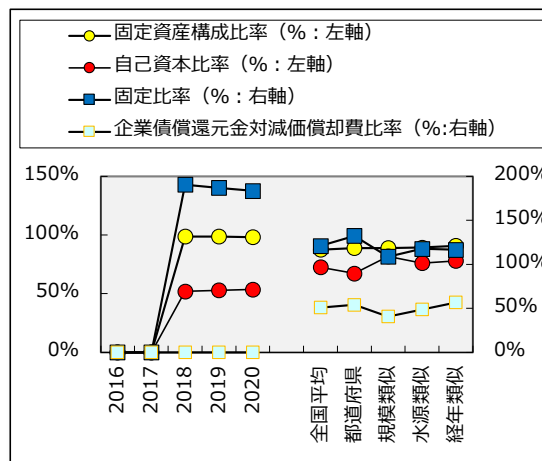 固定資産構成比率（%：左軸）
自己資本比率（%：左軸）
固定比率（%：右軸）
企業債償還元金対減価償却費比率（%:右軸）
150%
100%
50%
0%
200%
150%
100%
50%
0%
2016
2017
2018
2019
2020
全国平均
都道府県
規模類似
水源類似
経年類似